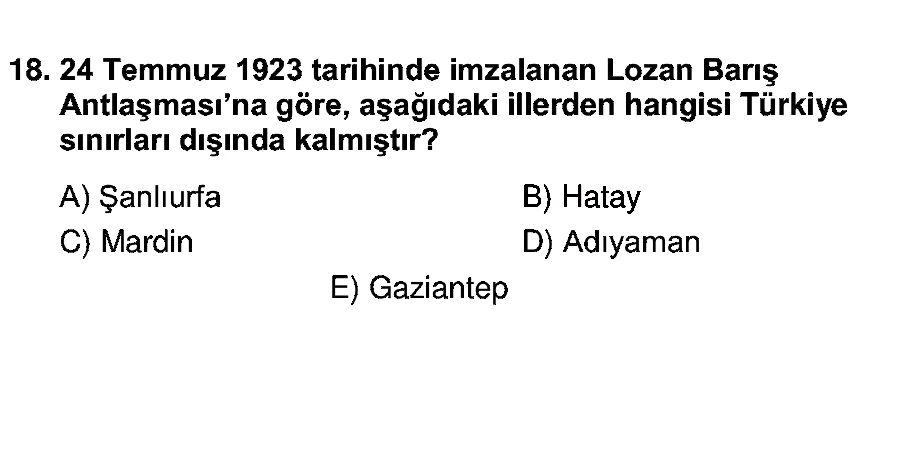 18. 24 Temmuz 1923 tarihinde imzalanan Lozan Barış
Antlaşması'na göre, aşağıdaki illerden hangisi Türkiye
sınırları dışında kalmıştır?
A) Şanlıurfa B) Hatay
C) Mardin D) Adıyaman
E) Gaziantep